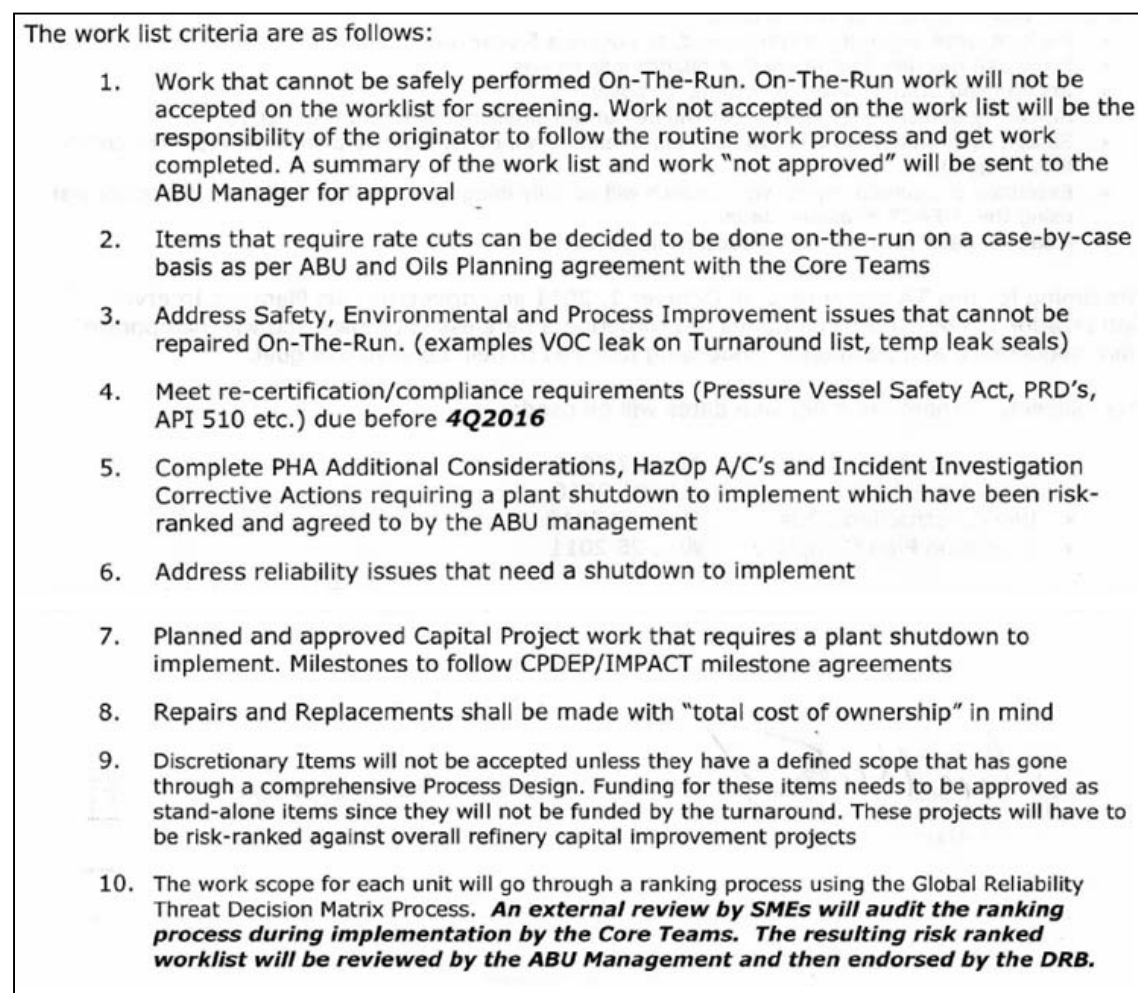 The work list criteria are as follows:
1. Work that cannot be safely performed On-The-Run. On-The-Run work will not be
accepted on the worklist for screening. Work not accepted on the work list will be the
responsibility of the originator to follow the routine work process and get work
completed. A summary of the work list and work “not approved” will be sent to the
ABU Manager for approval
2. Items that require rate cuts can be decided to be done on-the-run on a case-by-case
basis as per ABU and Oils Planning agreement with the Core Teams
3. Address Safety, Environmental and Process Improvement issues that cannot be
repaired On-The-Run. (examples VOC leak on Turnaround list, temp leak seals)
4. Meet re-certification/compliance requirements (Pressure Vessel Safety Act, PRD’s,
API 510 etc.) due before 4Q2016
5. Complete PHA Additional Considerations, HazOp A/C’s and Incident Investigation
Corrective Actions requiring a plant shutdown to implement which have been risk-
ranked and agreed to by the ABU management
6. Address reliability issues that need a shutdown to implement
7. Planned and approved Capital Project work that requires a plant shutdown to
implement. Milestones to follow CPDEP/IMPACT milestone agreements
8. Repairs and Replacements shall be made with “total cost of ownership” in mind
9. Discretionary Items will not be accepted unless they have a defined scope that has gone
through a comprehensive Process Design. Funding for these items needs to be approved as
stand-alone items since they will not be funded by the turnaround. These projects will have to
be risk-ranked against overall refinery capital improvement projects
10. The work scope for each unit will go through a ranking process using the Global Reliability
Threat Decision Matrix Process. An external review by SMEs will audit the ranking
process during implementation by the Core Teams. The resulting risk ranked
worklist will be reviewed by the ABU Management and then endorsed by the DRB.